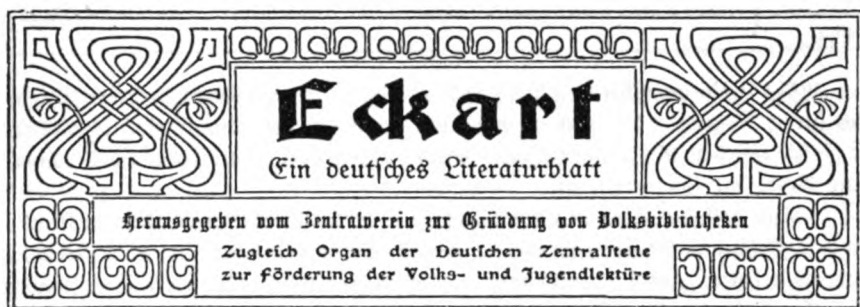 Eckart
Ein deutſches Literaturblatt
Herausgegeben vom Zentralverein zur Gründung von Volksbibliotheken
Zugleich Organ der Deutſchen Zentralſtelle
zur Förderung der Volks- und Jugendlektüre